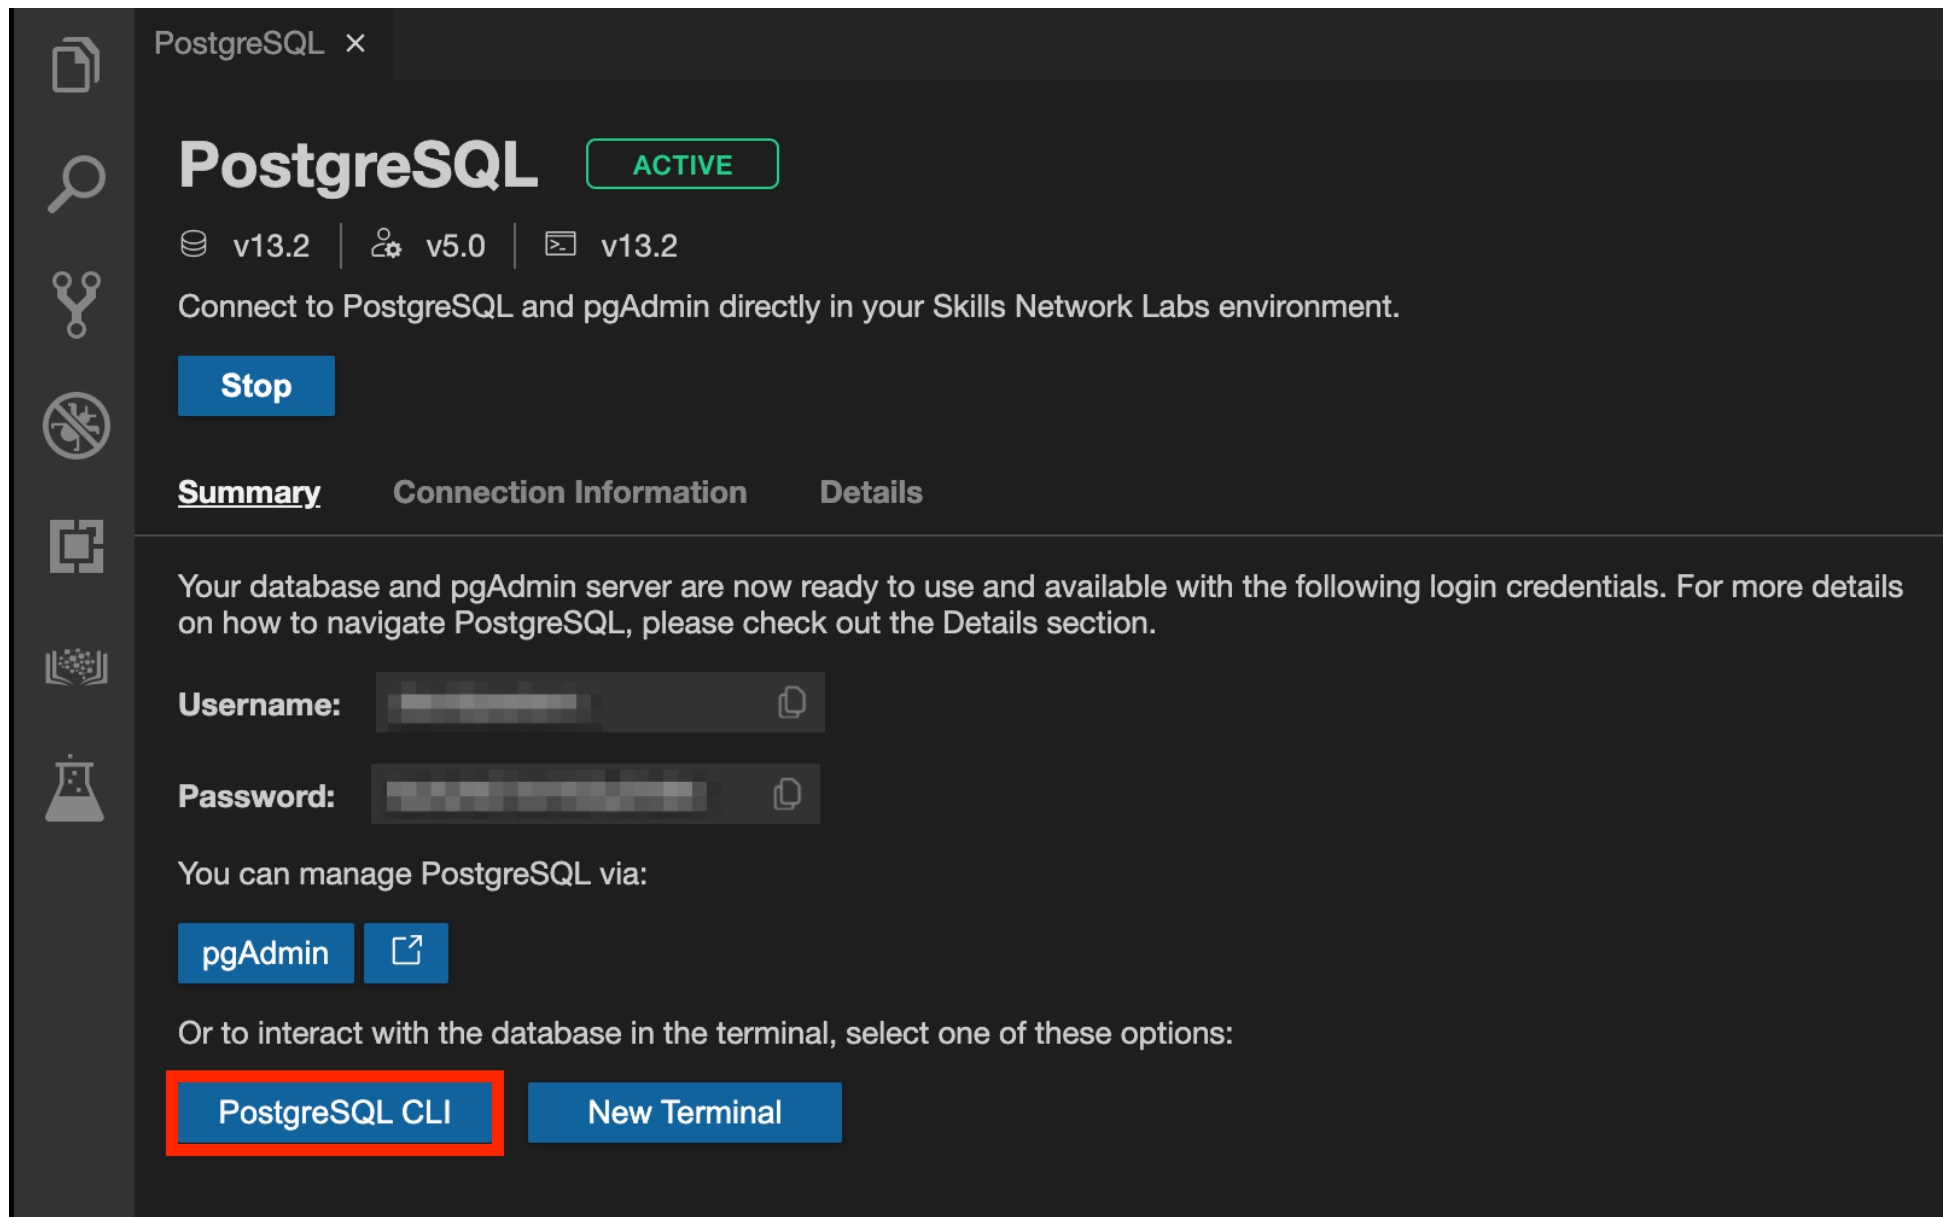 PostgreSQL ×
PostgreSQL ACTIVE
v13.2 v5.0 v13.2
Connect to PostgreSQL and pgAdmin directly in your Skills Network Labs environment.
Stop
Summary Connection Information Details
Your database and pgAdmin server are now ready to use and available with the following login credentials. For more details
on how to navigate PostgreSQL, please check out the Details section.
Username:
Password:
You can manage PostgreSQL via:
pgAdmin
Or to interact with the database in the terminal, select one of these options:
PostgreSQL CLI New Terminal